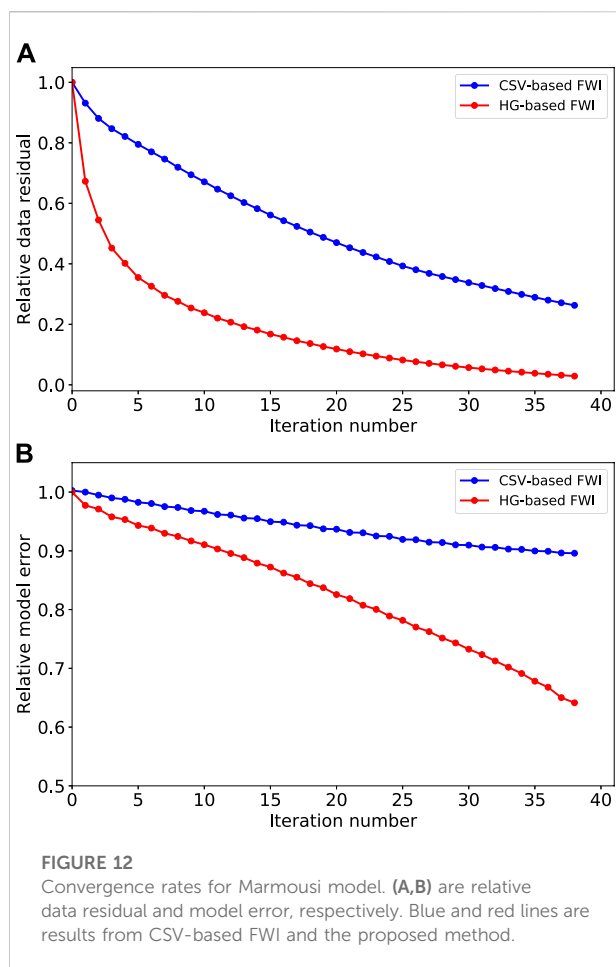 A
1.0
0.8
0.6
0.4
0.2
0.0
Relative data residual
CSV-based FWI
HG-based FWI
0 5 10 15 20 25 30 35 40
Iteration number
B
1.0
0.9
0.8
0.7
0.6
0.5
Relative model error
CSV-based FWI
HG-based FWI
0 5 10 15 20 25 30 35 40
Iteration number
FIGURE 12
Convergence rates for Marmousi model. (A,B) are relative
data residual and model error, respectively. Blue and red lines are
results from CSV-based FWI and the proposed method.